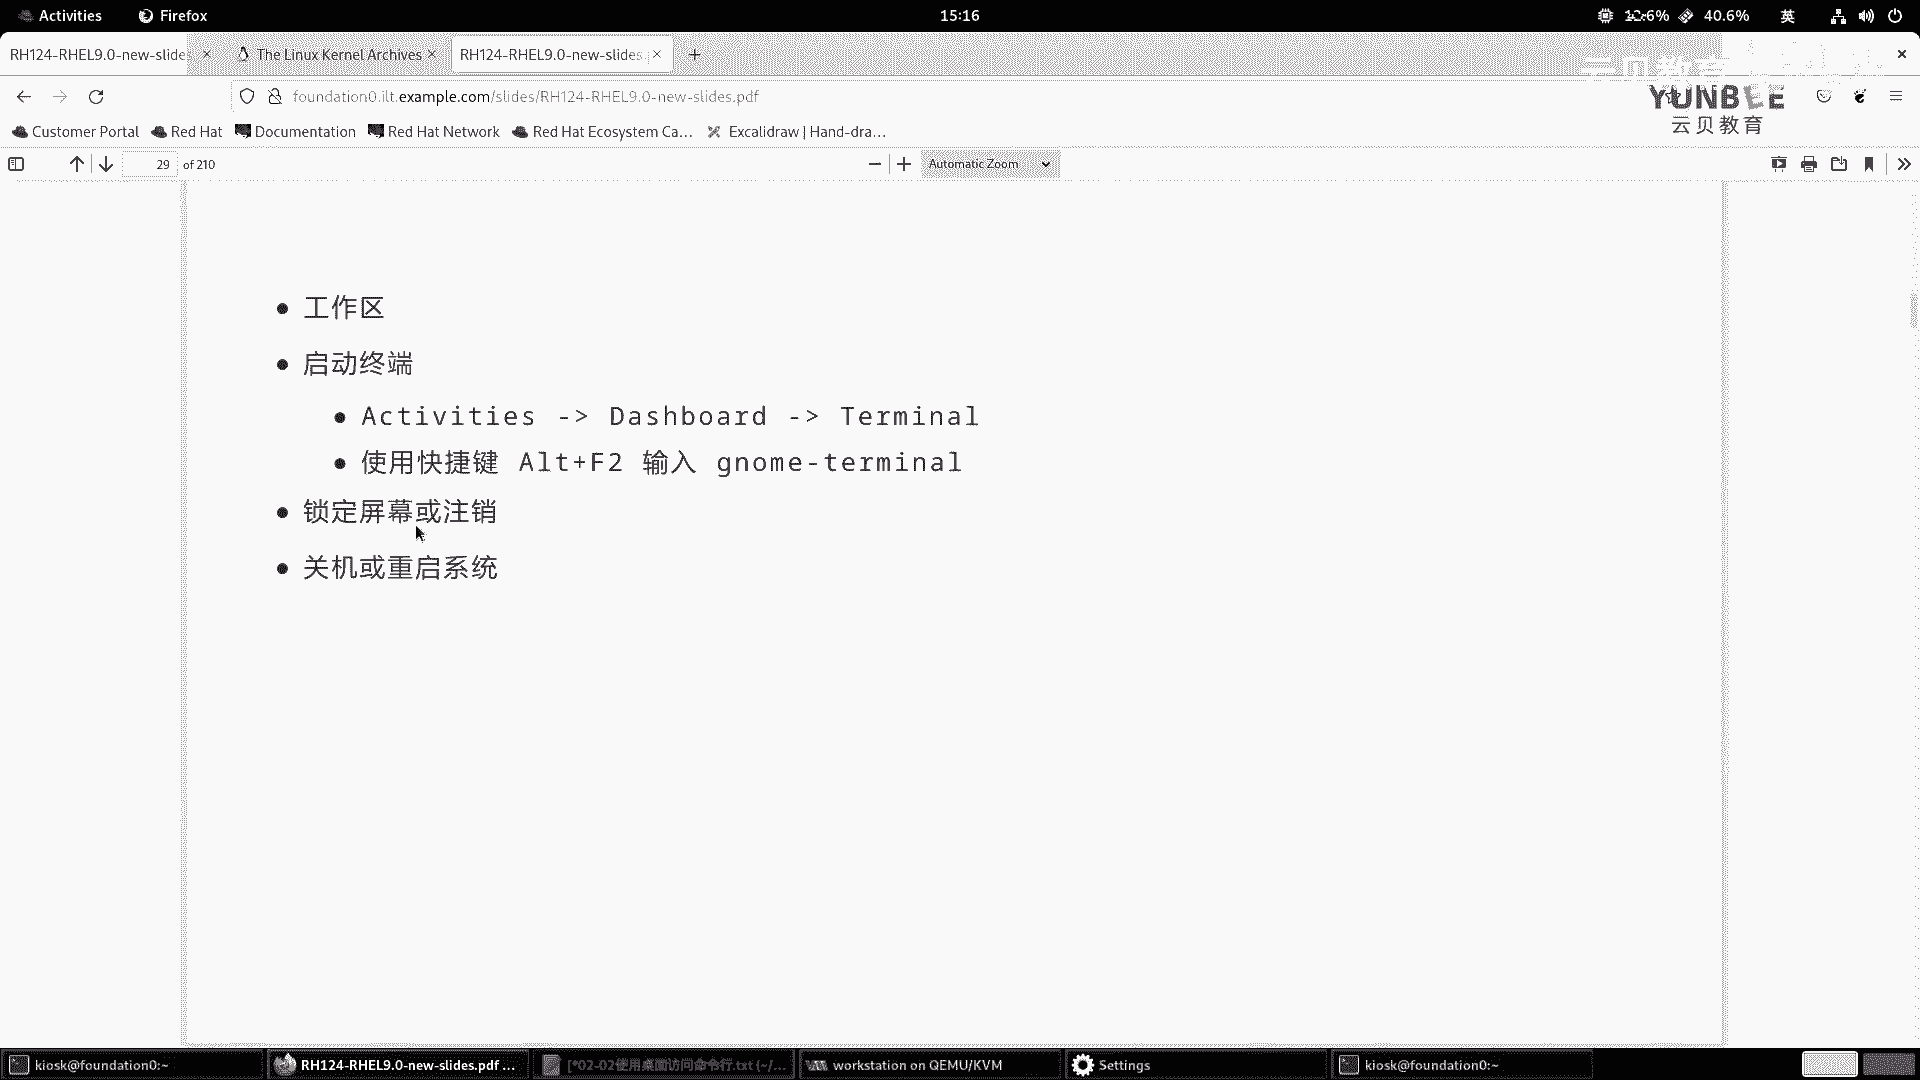 Activities Firefox 15:16 40.6% 英
RH124-RHEL9.0-new-slides The Linux Kernel Archives RH124-RHEL9.0-new-slides
foundation0.ilt.example.com/slides/RH124-RHEL9.0-new-slides.pdf
YUNBEE
云贝教育
Customer Portal Red Hat Documentation Red Hat Network Red Hat Ecosystem Ca... Excalidraw | Hand-dra...
29 of 210 Automatic Zoom
工作区
启动终端
Activities -> Dashboard -> Terminal
使用快捷键 Alt+F2 输入 gnome-terminal
锁定屏幕或注销
关机或重启系统
kiosk@foundation0:~ RH124-RHEL9.0-new-slides.pdf ... [*02-02使用桌面访问命令行.txt (~/... workstation on QEMU/KVM Settings kiosk@foundation0:~